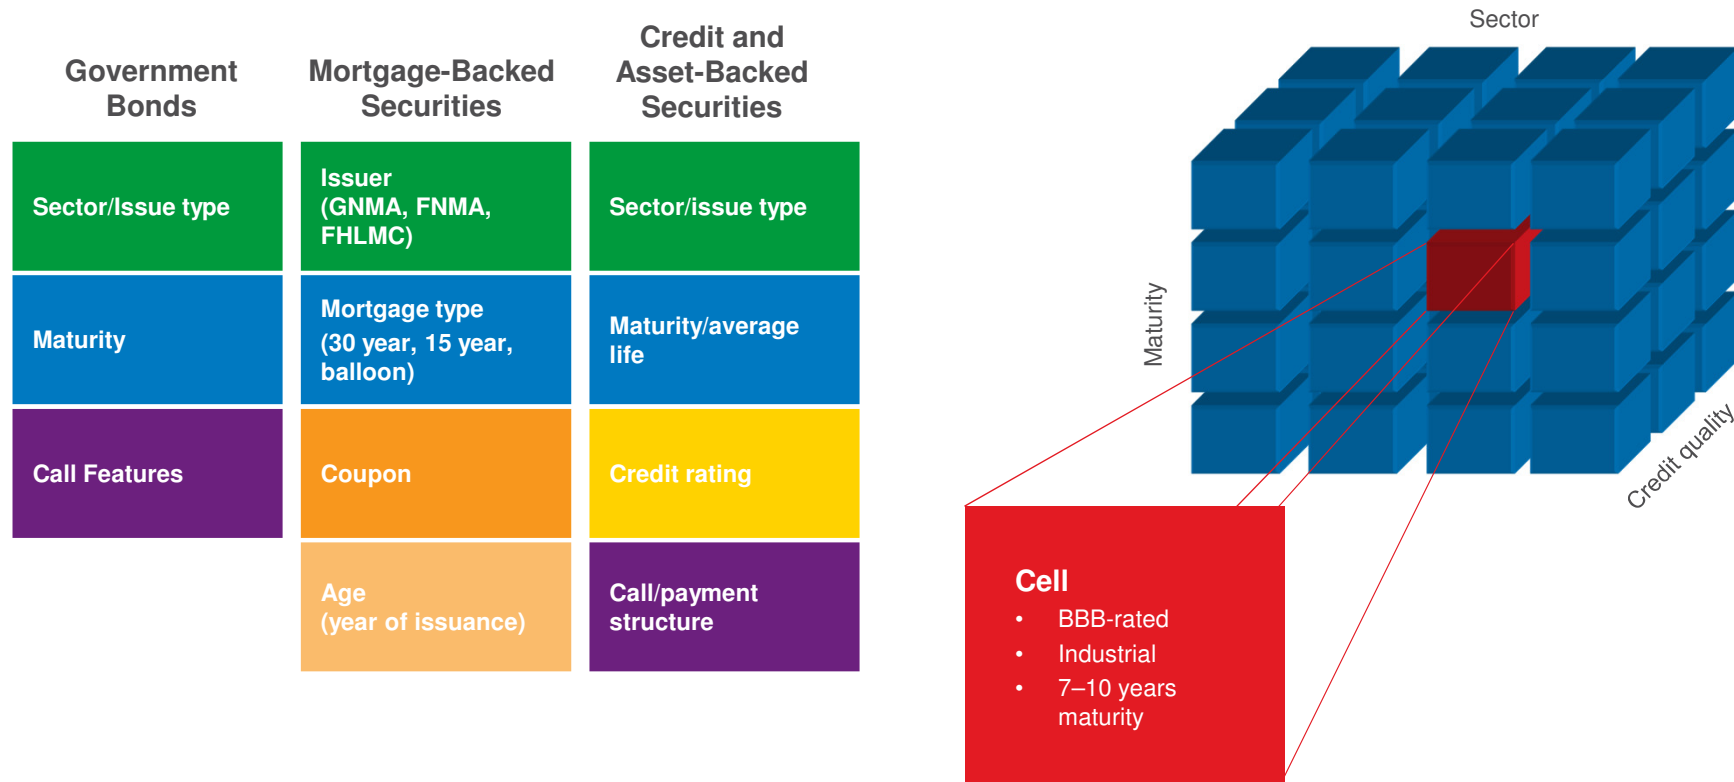 Government
Bonds
Sector/Issue type
Maturity
Call Features
Mortgage-Backed
Securities
Issuer
(GNMA, FNMA,
FHLMC)
Mortgage type
(30 year, 15 year,
balloon)
Coupon
Age
(year of issuance)
Credit and
Asset-Backed
Securities
Sector/issue type
Maturity/average
life
Credit rating
Call/payment
structure
Sector
Maturity
Credit quality
Cell
• BBB-rated
• Industrial
• 7–10 years
maturity